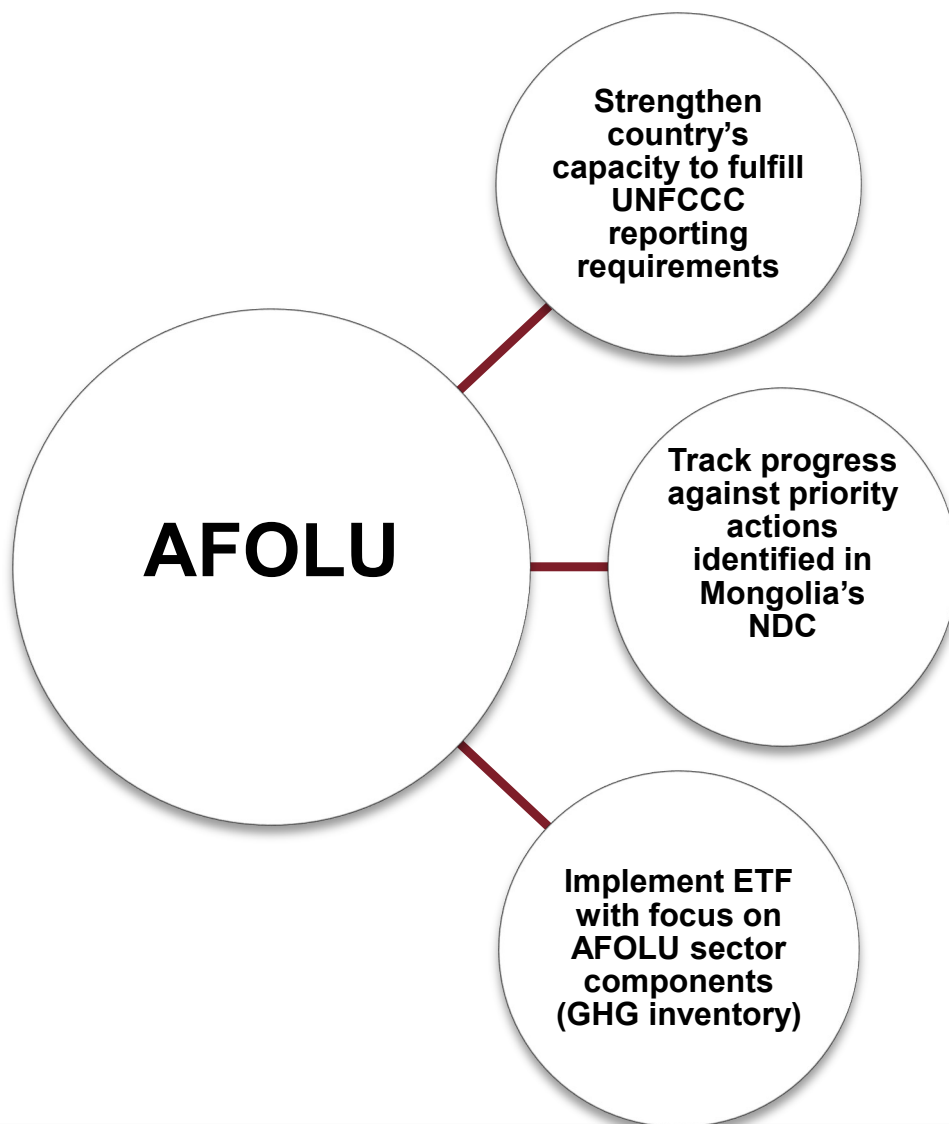 Strengthen
country’s
capacity to fulfill
UNFCCC
reporting
requirements
AFOLU
Track progress
against priority
actions
identified in
Mongolia’s
NDC
Implement ETF
with focus on
AFOLU sector
components
(GHG inventory)